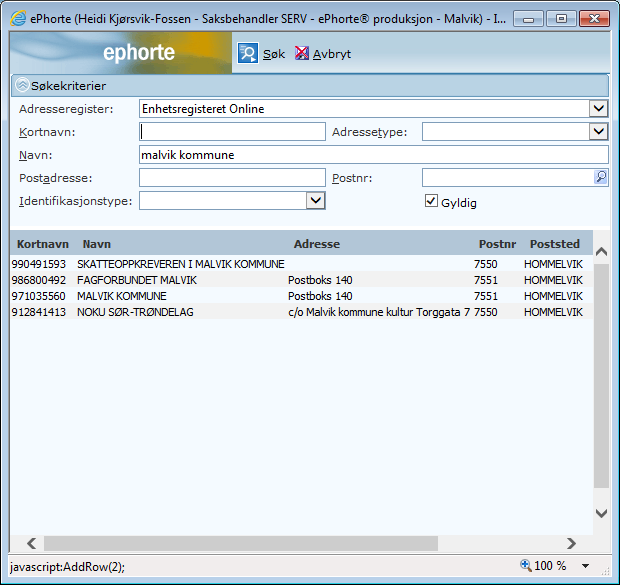 ePhorte (Heidi Kjørsvik-Fossen - Saksbehandler SERV - ePhorte® produksjon - Malvik) - I...
ephorte Søk Avbryt
Søkekriterier
Adresseregister: Enhetsregisteret Online
Kortnavn: Adressetype:
Navn: malvik kommune
Postadresse: Postnr:
Identifikasjonstype: Gyldig
Kortnavn Navn Adresse Postnr Poststed
990491593 SKATTEOPPKREVEREN I MALVIK KOMMUNE 7550 HOMMELVIK
986800492 FAGFORBUNDET MALVIK Postboks 140 7551 HOMMELVIK
971035560 MALVIK KOMMUNE Postboks 140 7551 HOMMELVIK
912841413 NOKU SØR-TRØNDELAG c/o Malvik kommune kultur Torggata 7 7550 HOMMELVIK
javascript:AddRow(2); 100 %